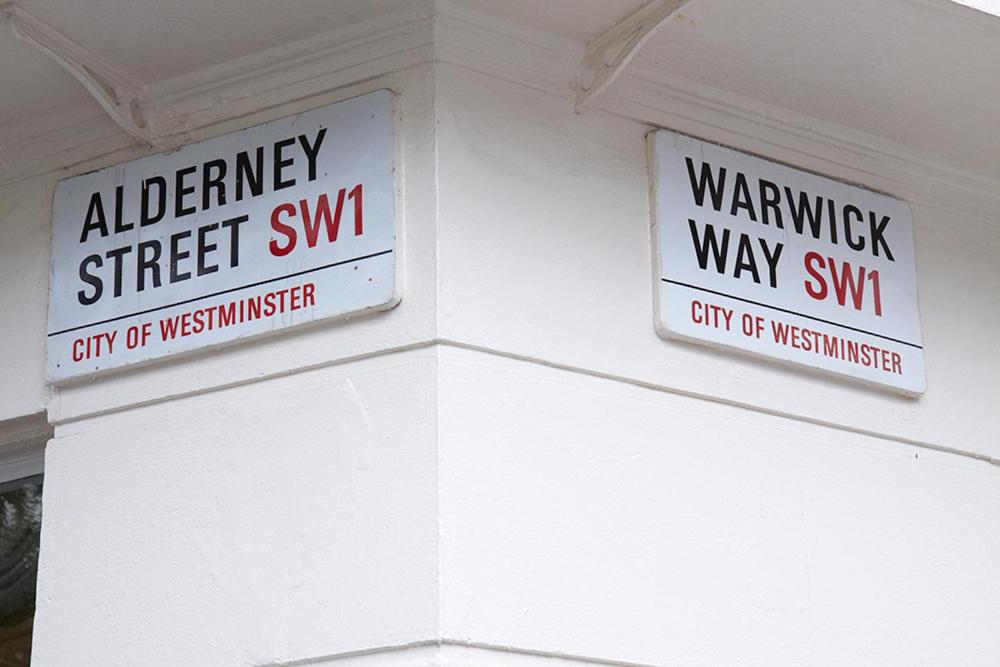 ALDERNEY
STREET SW1
CITY OF WESTMINSTER
WARWICK
WAY SW1
CITY OF WESTMINSTER